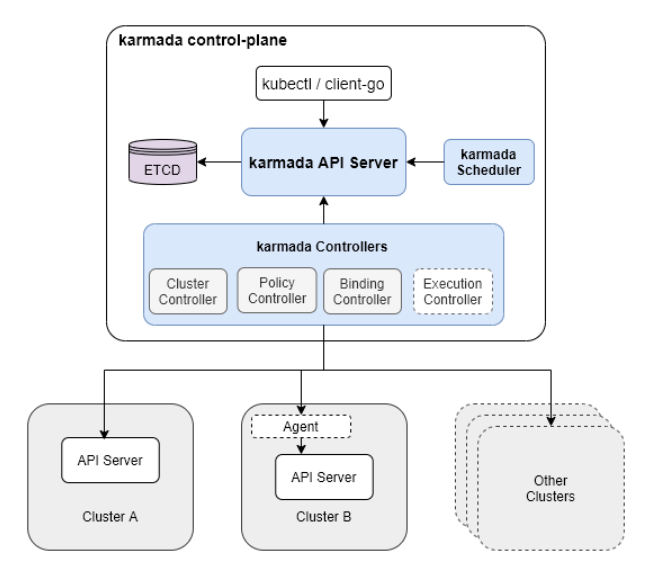 karmada control-plane
kubectl / client-go
ETCD
karmada API Server
karmada
Scheduler
karmada Controllers
Cluster
Controller
Policy
Controller
Binding
Controller
Execution
Controller
API Server
Cluster A
Agent
API Server
Cluster B
Other
Clusters